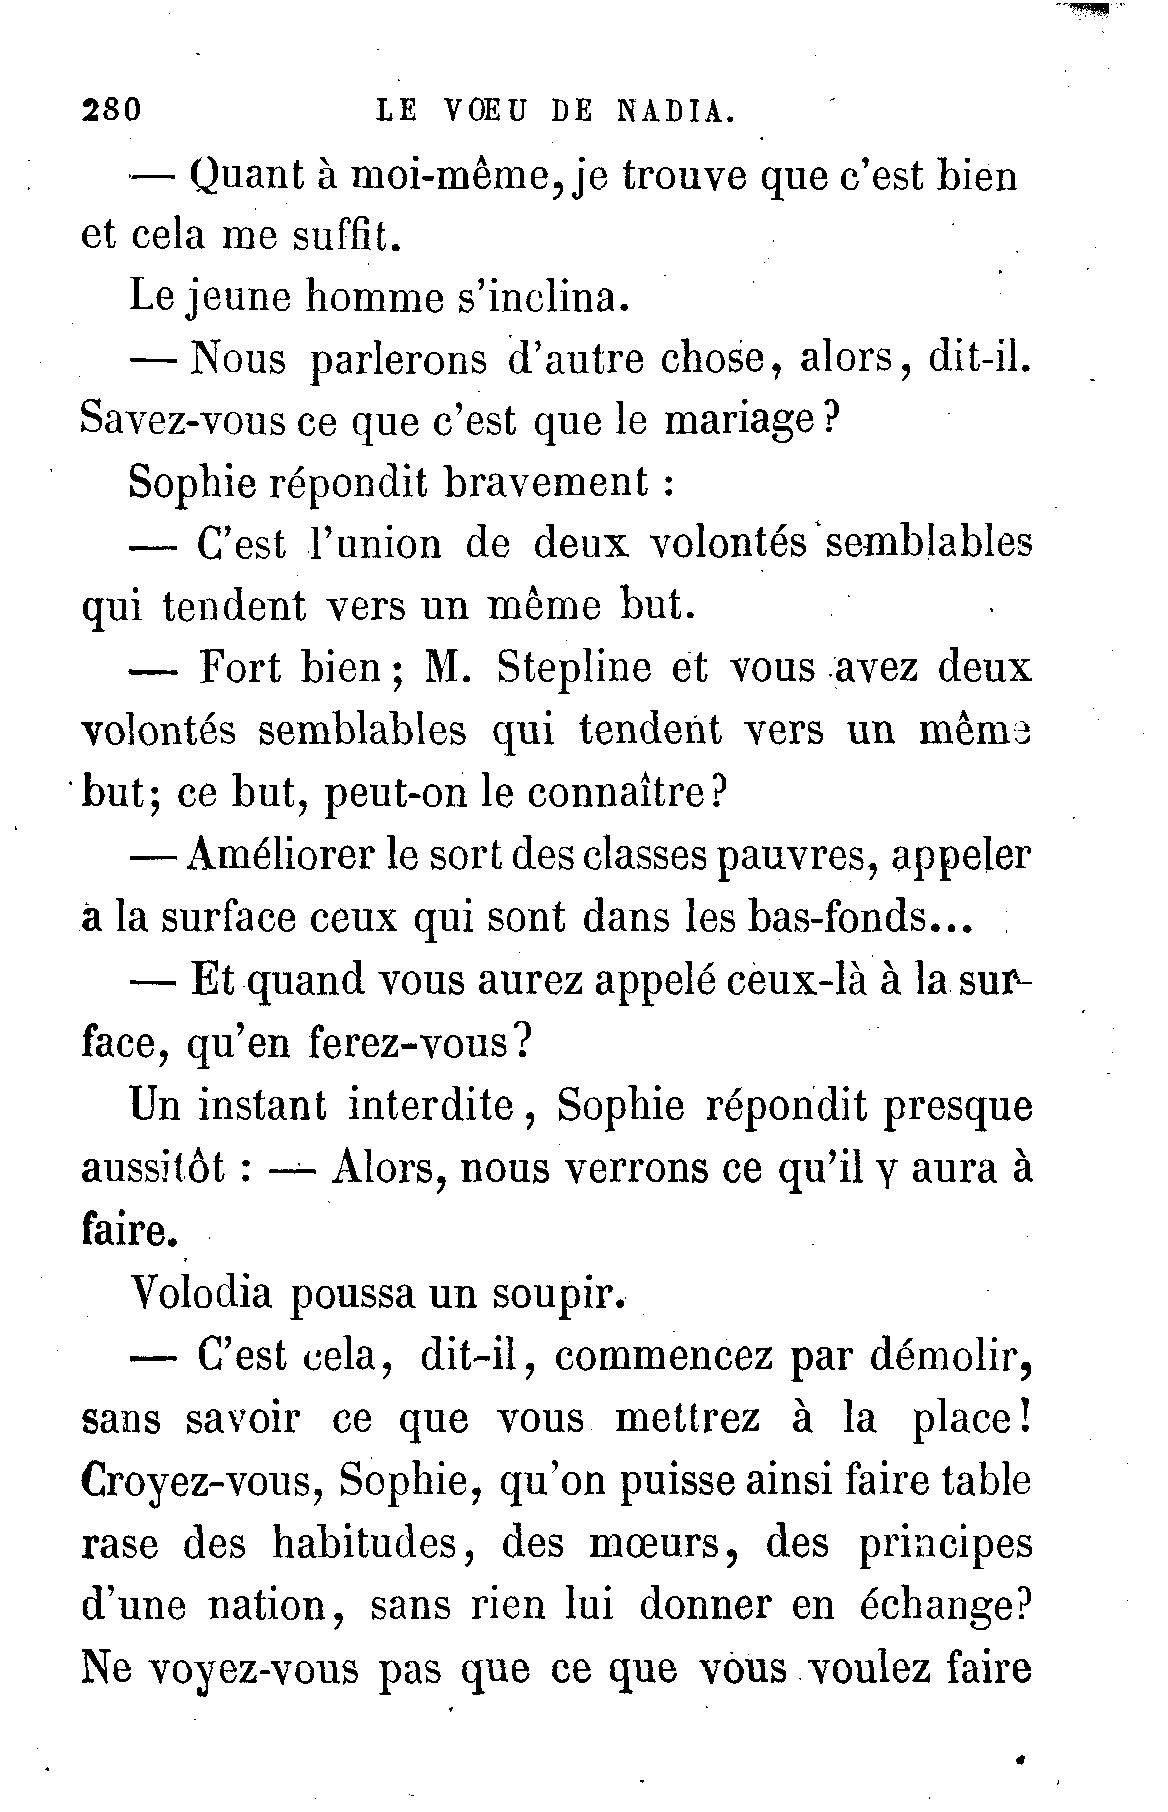 280 LE VŒU DE NADIA.
— Quant à moi-même, je trouve que c'est bien
et cela me suffit.
Le jeune homme s'inclina.
— Nous parlerons d'autre chose, alors, dit-il.
Savez-vous ce que c'est que le mariage?
Sophie répondit bravement :
— C'est l'union de deux volontés semblables
qui tendent vers un même but.
— Fort bien; M. Stepline et vous avez deux
volontés semblables qui tendent vers un même
but; ce but, peut-on le connaître?
— Améliorer le sort des classes pauvres, appeler
à la surface ceux qui sont dans les bas-fonds...
— Et quand vous aurez appelé ceux-là à la sur-
face, qu'en ferez-vous?
Un instant interdite, Sophie répondit presque
aussitôt : — Alors, nous verrons ce qu'il y aura à
faire.
Volodia poussa un soupir.
— C'est cela, dit-il, commencez par démolir,
sans savoir ce que vous mettrez à la place!
Croyez-vous, Sophie, qu'on puisse ainsi faire table
rase des habitudes, des mœurs, des principes
d'une nation, sans rien lui donner en échange?
Ne voyez-vous pas que ce que vous voulez faire